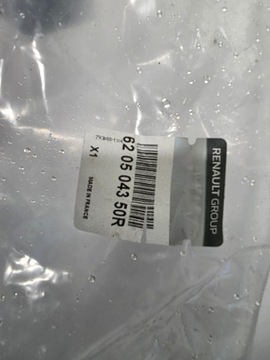 RENAULT GROUP
62 05 043 50R
X1
MADE IN FRANCE